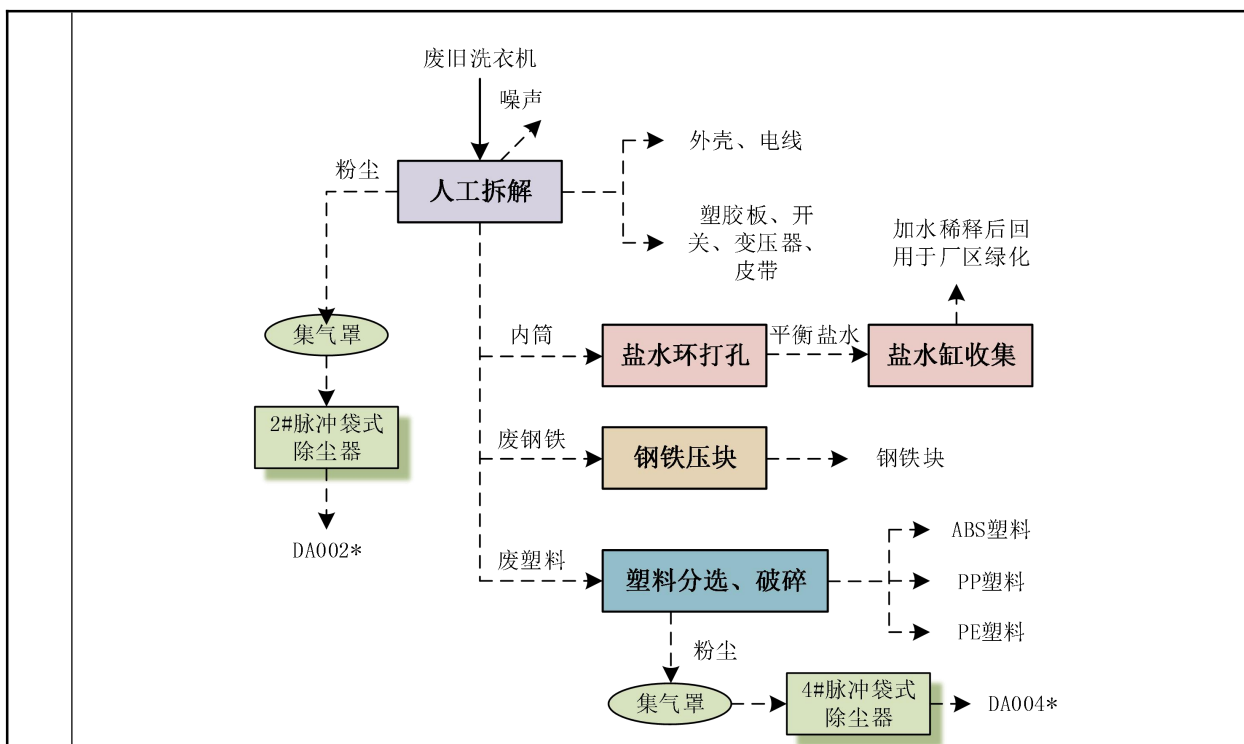 废旧洗衣机
噪声
粉尘
人工拆解
外壳、电线
塑胶板、开
关、变压器、
皮带
加水稀释后回
用于厂区绿化
集气罩
内筒
盐水环打孔
平衡盐水
盐水缸收集
2#脉冲袋式
除尘器
废钢铁
钢铁压块
钢铁块
DA002*
废塑料
塑料分选、破碎
ABS塑料
PP塑料
PE塑料
粉尘
集气罩
4#脉冲袋式
除尘器
DA004*